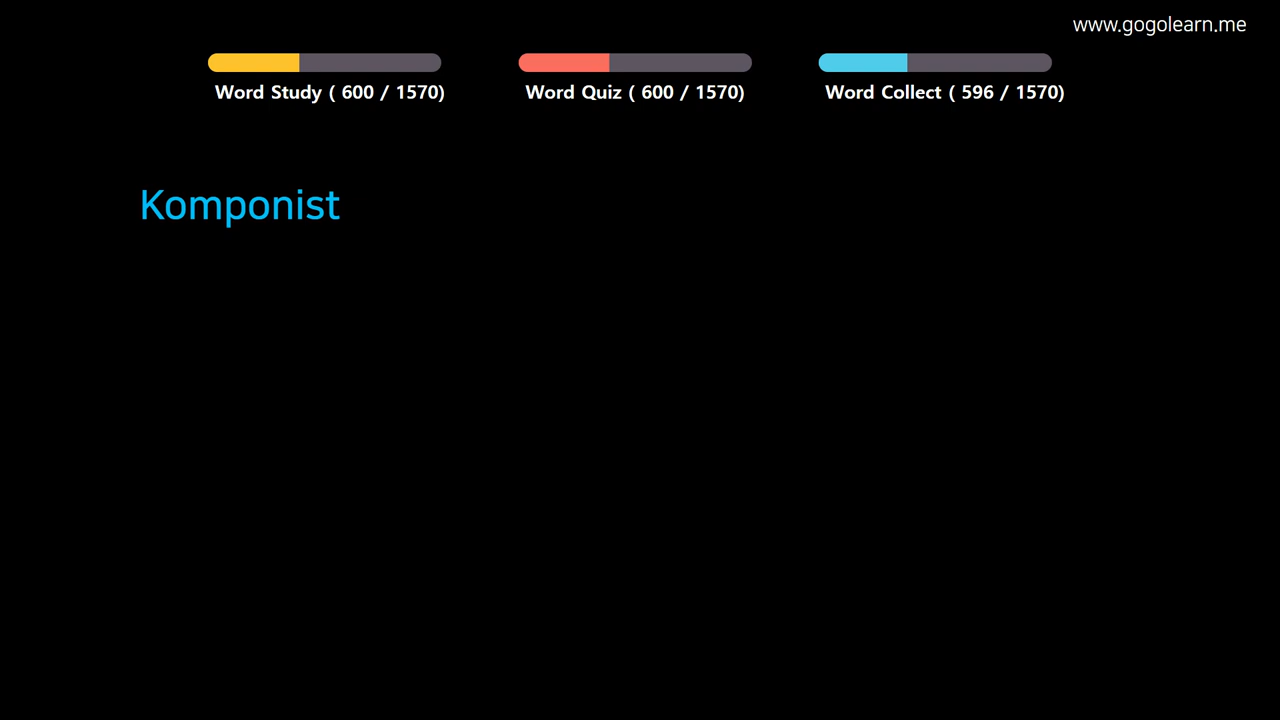 www.gogolearn.me
Word Study ( 600 / 1570)
Word Quiz ( 600 / 1570)
Word Collect ( 596 / 1570)
Komponist